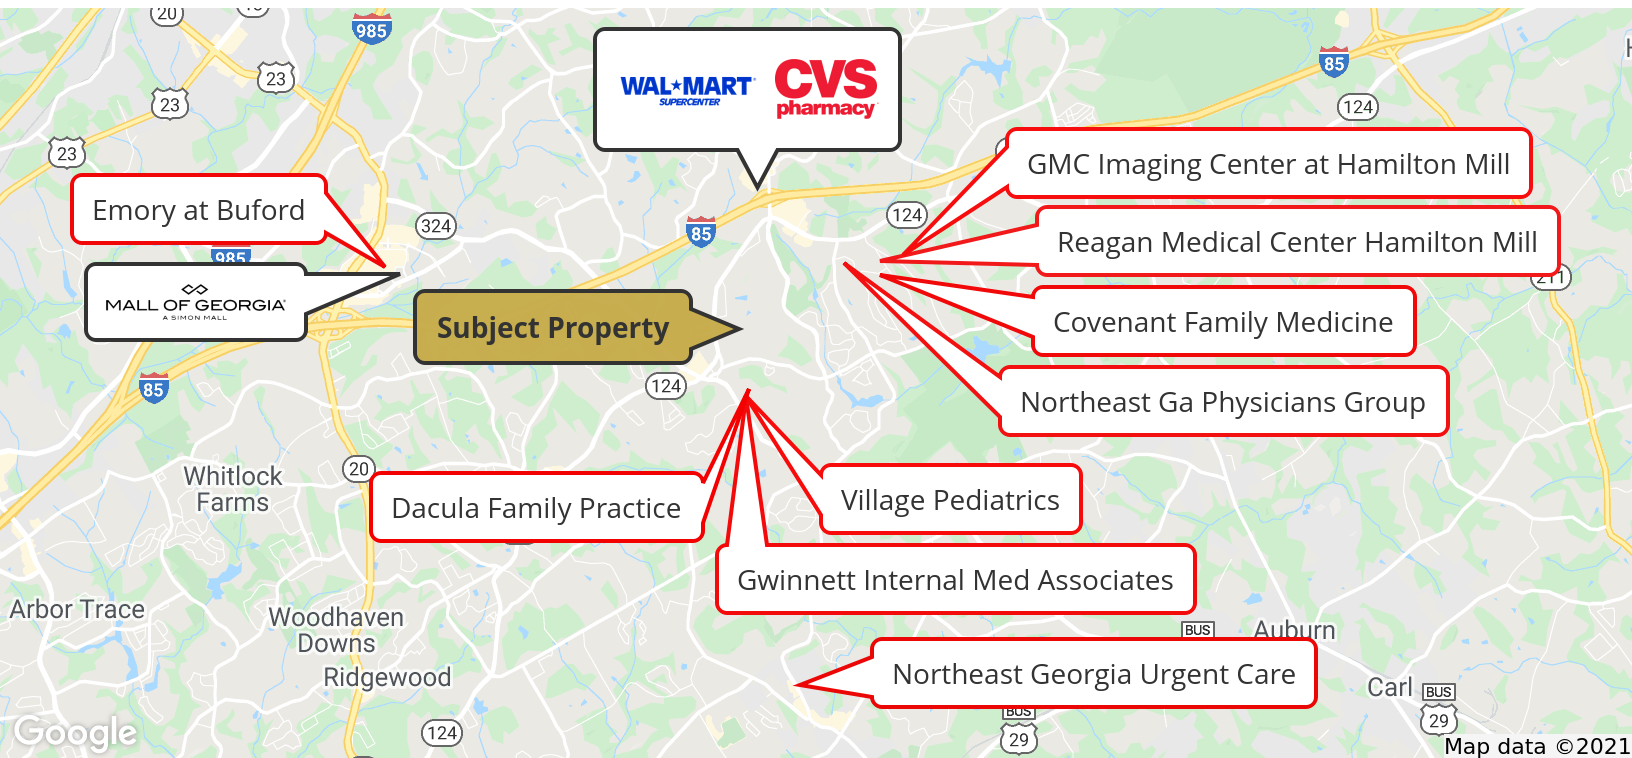 20
985
23
85
23
WAL★MART
SUPERCENTER
CVS
pharmacy
124
23
GMC Imaging Center at Hamilton Mill
Emory at Buford
324
85
124
Reagan Medical Center Hamilton Mill
985
MALL OF GEORGIA®
A SIMON MALL
211
Subject Property
Covenant Family Medicine
85
124
Northeast Ga Physicians Group
20
Whitlock
Farms
Dacula Family Practice
Village Pediatrics
Gwinnett Internal Med Associates
Arbor Trace
Woodhaven
Downs
BUS
Auburn
Ridgewood
Northeast Georgia Urgent Care
Carl
BUS
29
BUS
29
124
Google
Map data ©2021